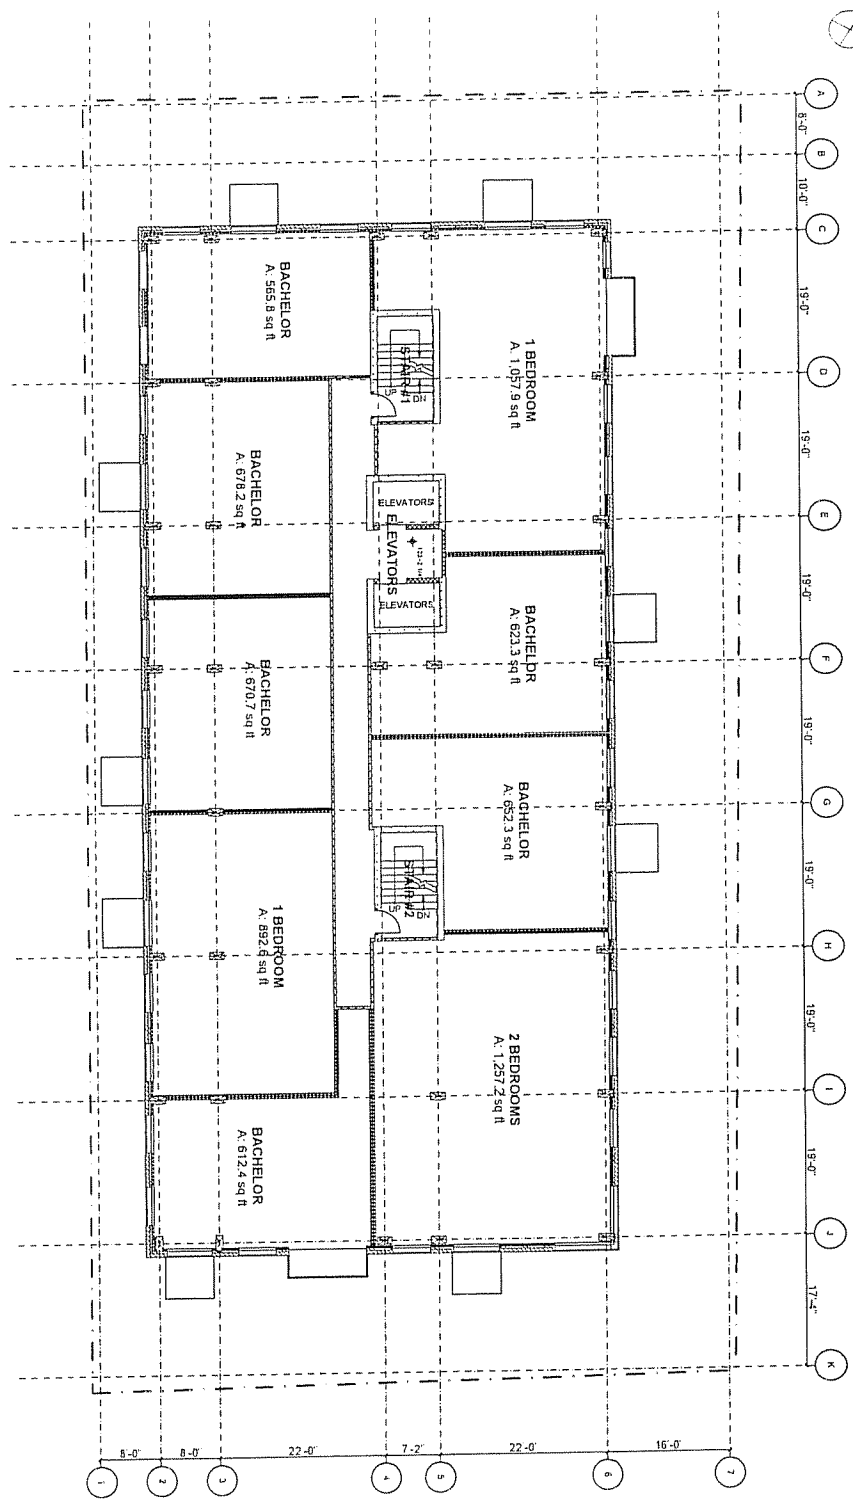 A
8'-0"
B
10'-0"
C
19'-0"
D
19'-0"
E
19'-0"
F
19'-0"
G
19'-0"
H
19'-0"
I
19'-0"
J
17'-4"
K
BACHELOR
A: 565.8 sq ft
1 BEDROOM
A: 1,057.9 sq ft
STAIR #1
UP
DN
BACHELOR
A: 678.2 sq ft
ELEVATORS
ELEVATORS
ELEVATORS
BACHELOR
A: 623.3 sq ft
BACHELOR
A: 670.7 sq ft
BACHELOR
A: 652.3 sq ft
STAIR #2
UP
DN
1 BEDROOM
A: 892.6 sq ft
2 BEDROOMS
A: 1,257.2 sq ft
BACHELOR
A: 612.4 sq ft
8'-0"
8'-0"
22'-0"
7'-2"
22'-0"
16'-0"
1
2
3
4
5
6
7